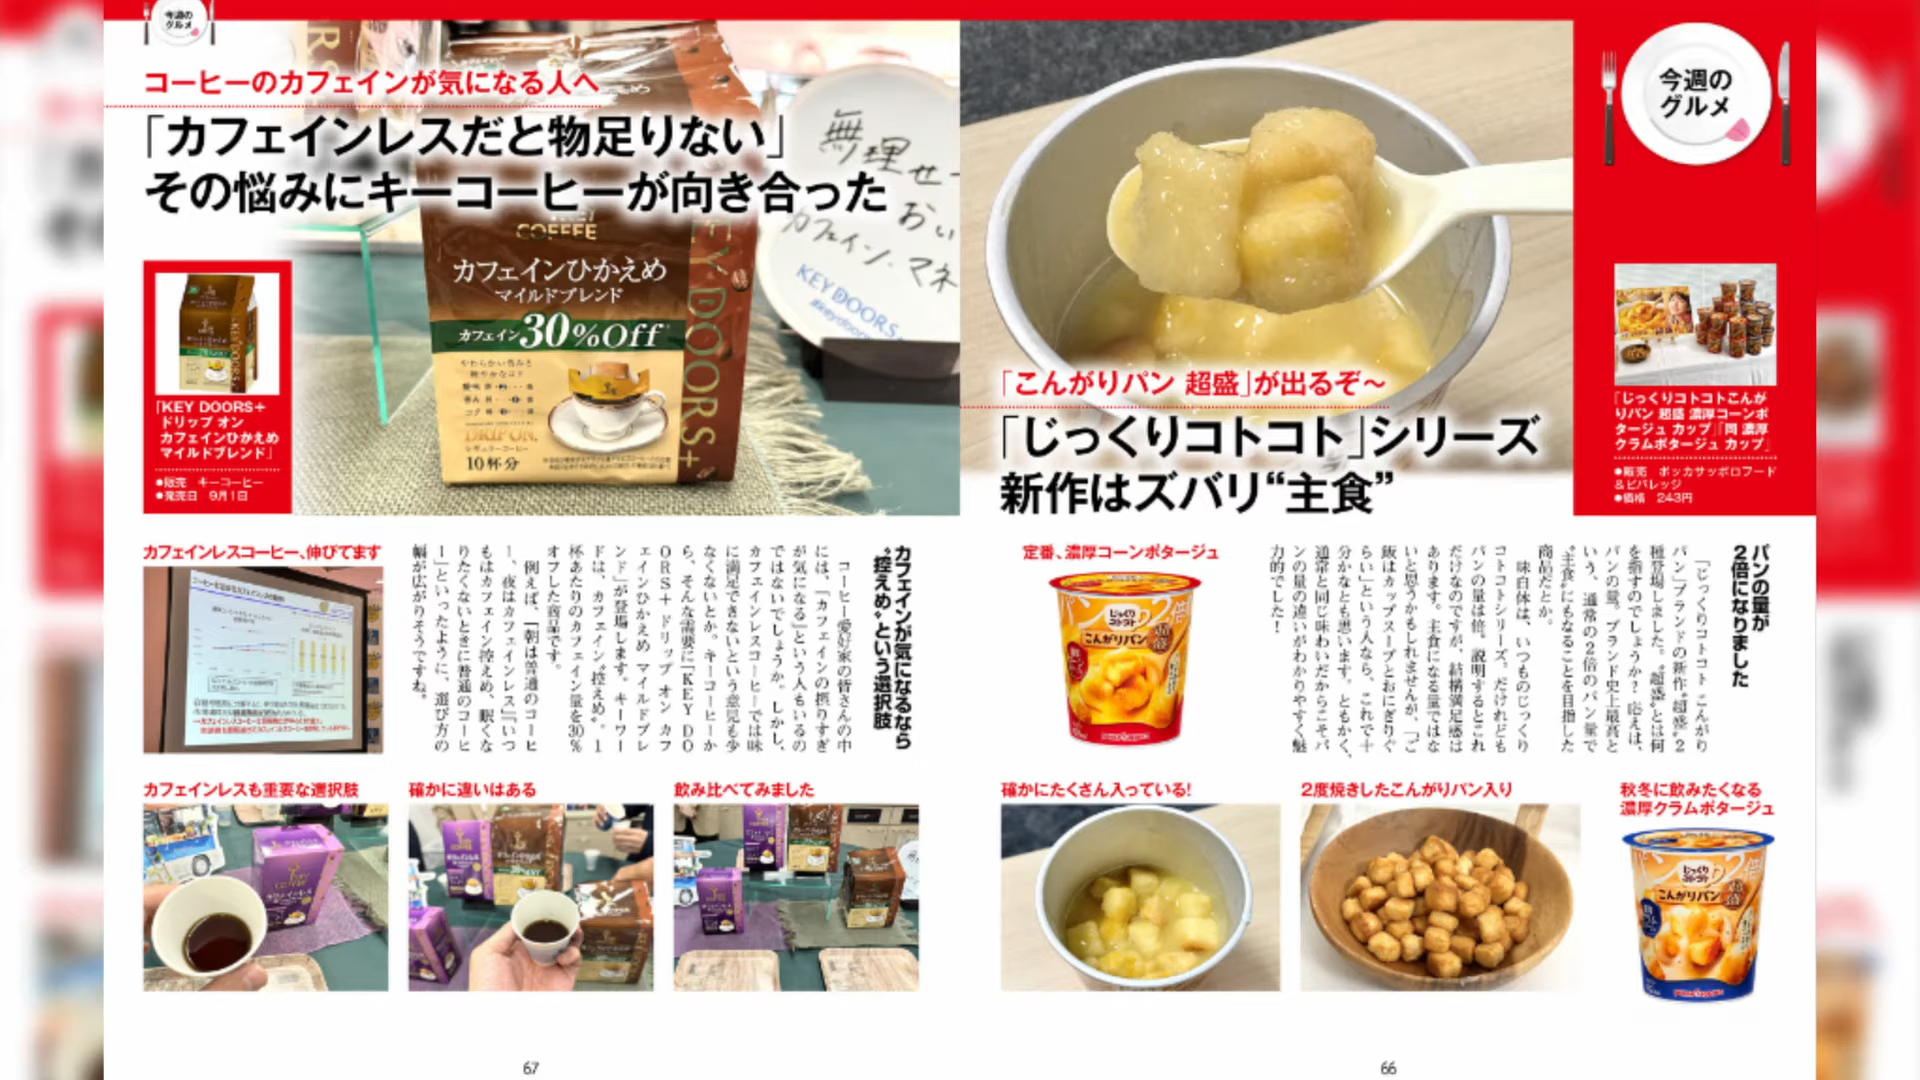 今週の
グルメ
「こんがりパン 超盛」が出るぞ～
「じっくりコトコト」シリーズ
新作はズバリ“主食”
「じっくりコトコトこんが
りパン 超盛 濃厚コーンポ
タージュ カップ」「同 濃厚
クラムポタージュ カップ」
●販売 ポッカサッポロフード
＆ビバレッジ
●価格 243円
パンの量が
2倍になりました
「じっくりコトコト こんがり
パン」ブランドの新作“超盛”2
種登場しました。“超盛”とは何
を指すのでしょうか？ 応えは、
パンの量。ブランド史上最高と
いう、通常の2倍のパン量で
“主食”にもなることを目指した
商品だとか。
味自体は、いつものじっくり
コトコトシリーズ。だけれども
パンの量は倍。説明するとこれ
だけなのですが、結構満足感は
あります。主食になる量ではな
いと思うかもしれませんが、「ご
飯はカップスープとおにぎりぐ
らい」という人なら、これで十
分かなとも思います。ともかく、
通常と同じ味わいだからこそパ
ンの量の違いがわかりやすく魅
力的でした！
定番、濃厚コーンポタージュ
じっくり
コトコト
こんがりパン
確かにたくさん入っている!
2度焼きしたこんがりパン入り
秋冬に飲みたくなる
濃厚クラムポタージュ
じっくり
コトコト
こんがりパン
66
今週の
グルメ
コーヒーのカフェインが気になる人へ
「カフェインレスだと物足りない」
その悩みにキーコーヒーが向き合った
COFFEE
カフェインひかえめ
マイルドブレンド
カフェイン30%Off
DRIP ON
レギュラーコーヒー
10杯分
KEY DOORS+
無理せ
おい
カフェイン・マネ
KEY DOORS
「KEY DOORS＋
ドリップ オン
カフェインひかえめ
マイルドブレンド」
●販売 キーコーヒー
●発売日 9月1日
カフェインが気になるなら
“控えめ”という選択肢
コーヒー愛好家の皆さんの中
には、「カフェインの摂りすぎ
が気になる」という人もいるの
ではないでしょうか。しかし、
カフェインレスコーヒーでは味
に満足できないという意見も少
なくないとか。キーコーヒーか
ら、そんな需要に「KEY DO
ORS＋ ドリップ オン カフ
ェインひかえめ マイルドブレ
ンド」が登場します。キーワー
ドは、カフェイン“控えめ”。1
杯あたりのカフェイン量を30%
オフした商品です。
例えば、「朝は普通のコーヒ
ー、夜はカフェインレス」「いつ
もはカフェイン控えめ、眠くな
りたくないときに普通のコーヒ
ー」といったように、選び方の
幅が広がりそうですね。
カフェインレスコーヒー、伸びてます
カフェインレスも重要な選択肢
確かに違いはある
飲み比べてみました
67